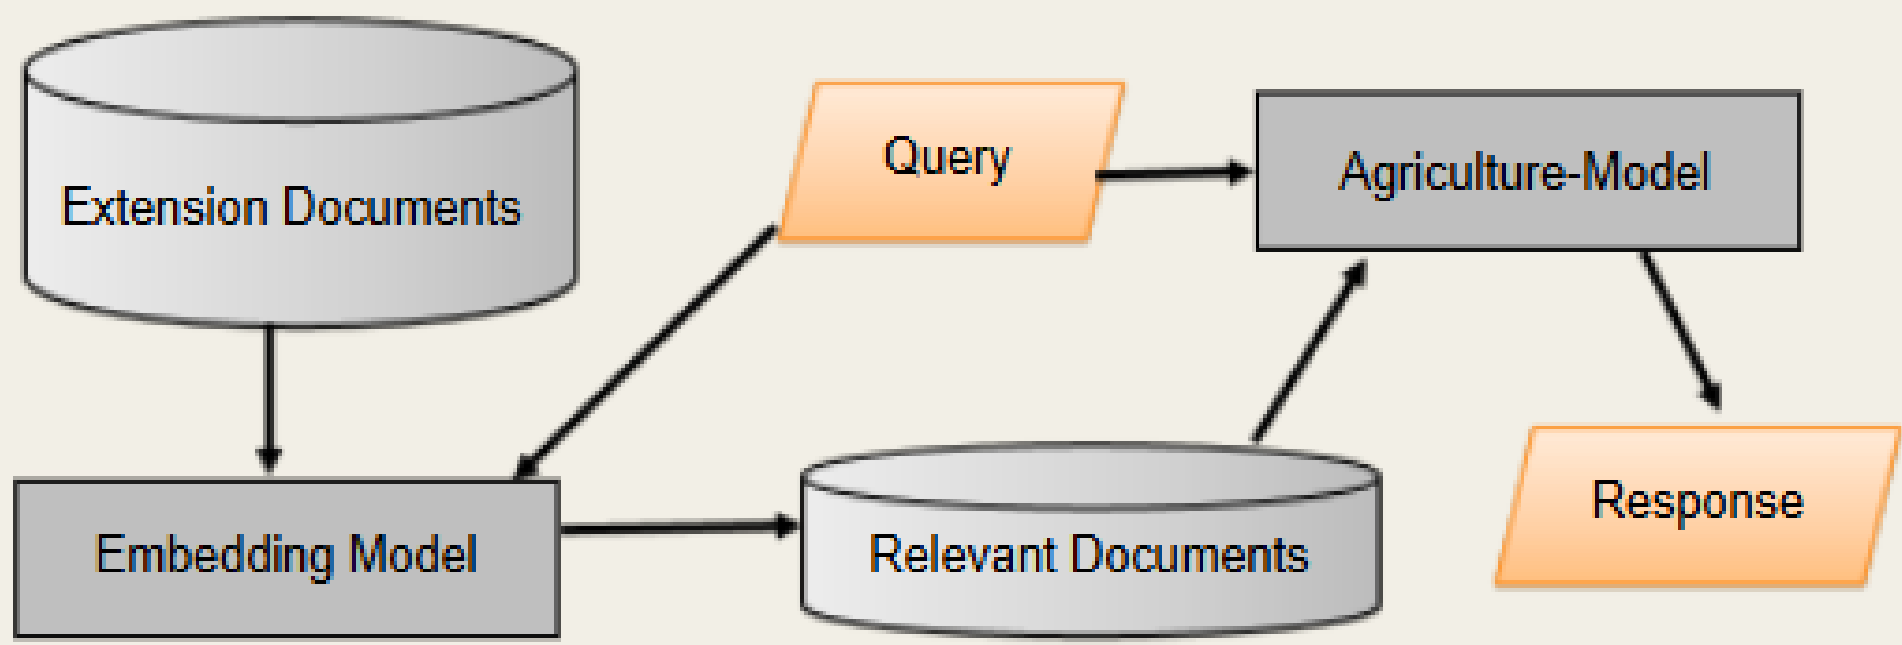 Extension Documents
Query
Agriculture-Model
Embedding Model
Relevant Documents
Response